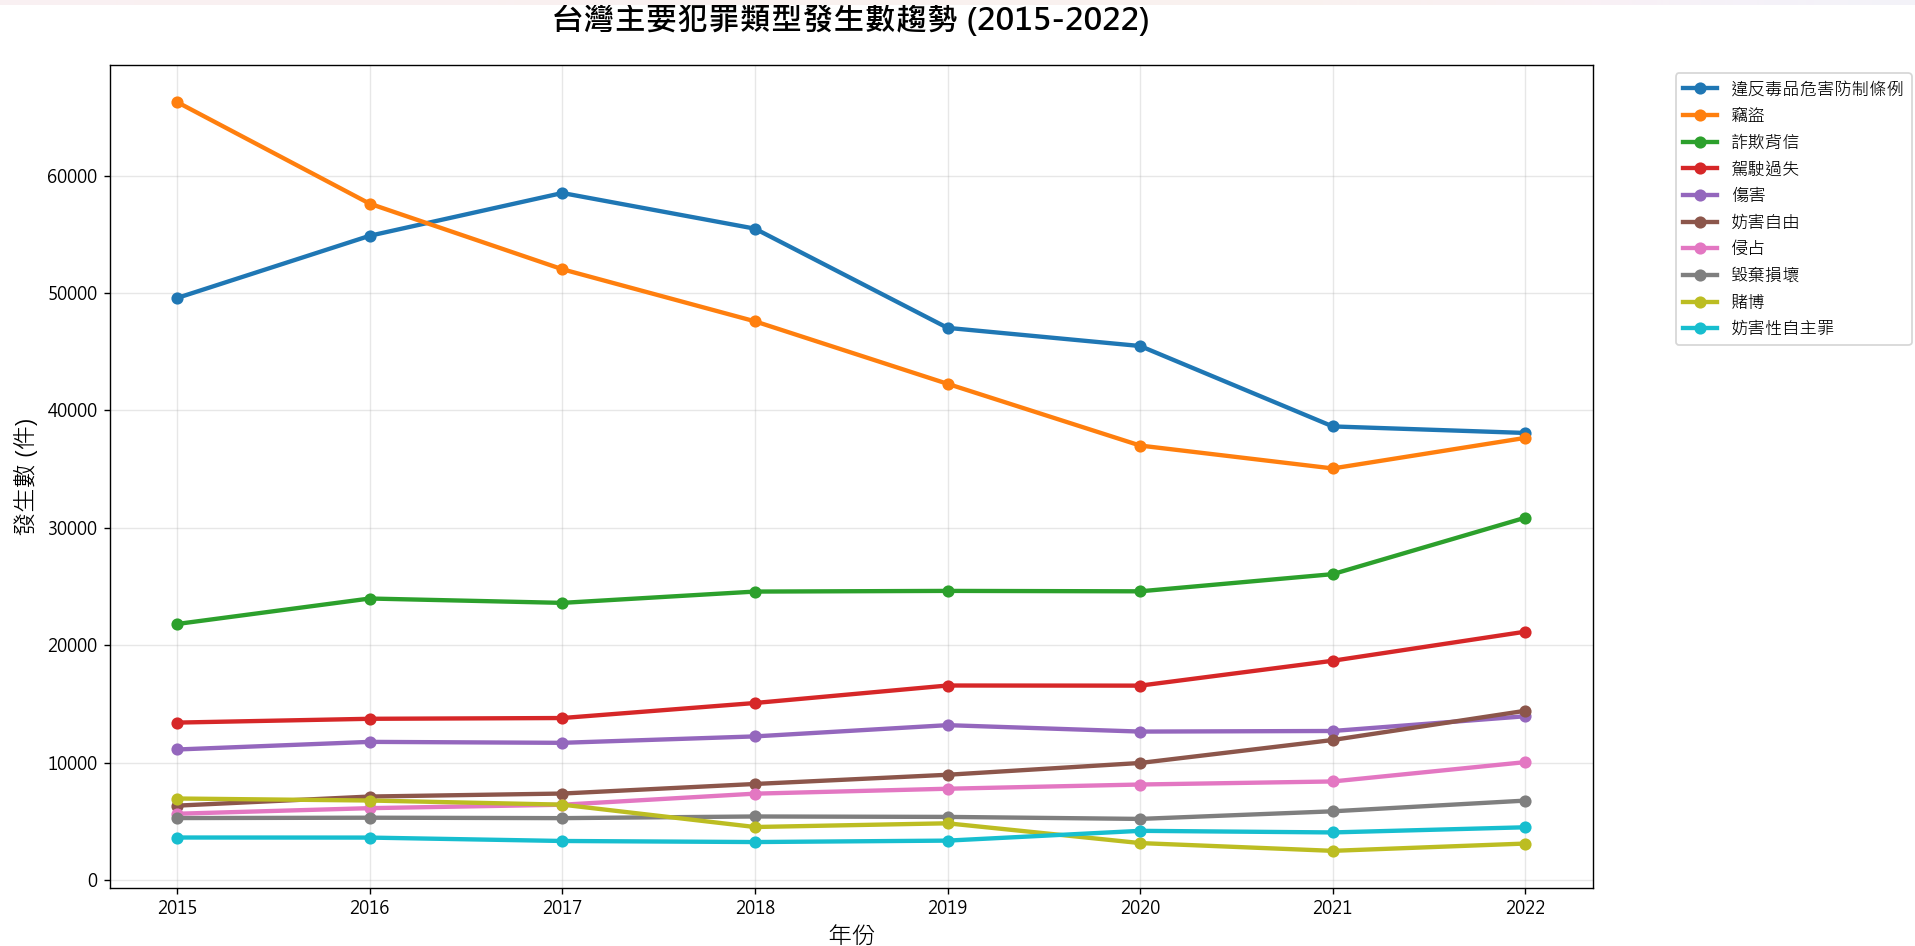 台灣主要犯罪類型發生數趨勢 (2015-2022)
違反毒品危害防制條例
竊盜
詐欺背信
駕駛過失
傷害
妨害自由
侵占
毀棄損壞
賭博
妨害性自主罪
發生數 (件)
60000
50000
40000
30000
20000
10000
0
2015 2016 2017 2018 2019 2020 2021 2022
年份